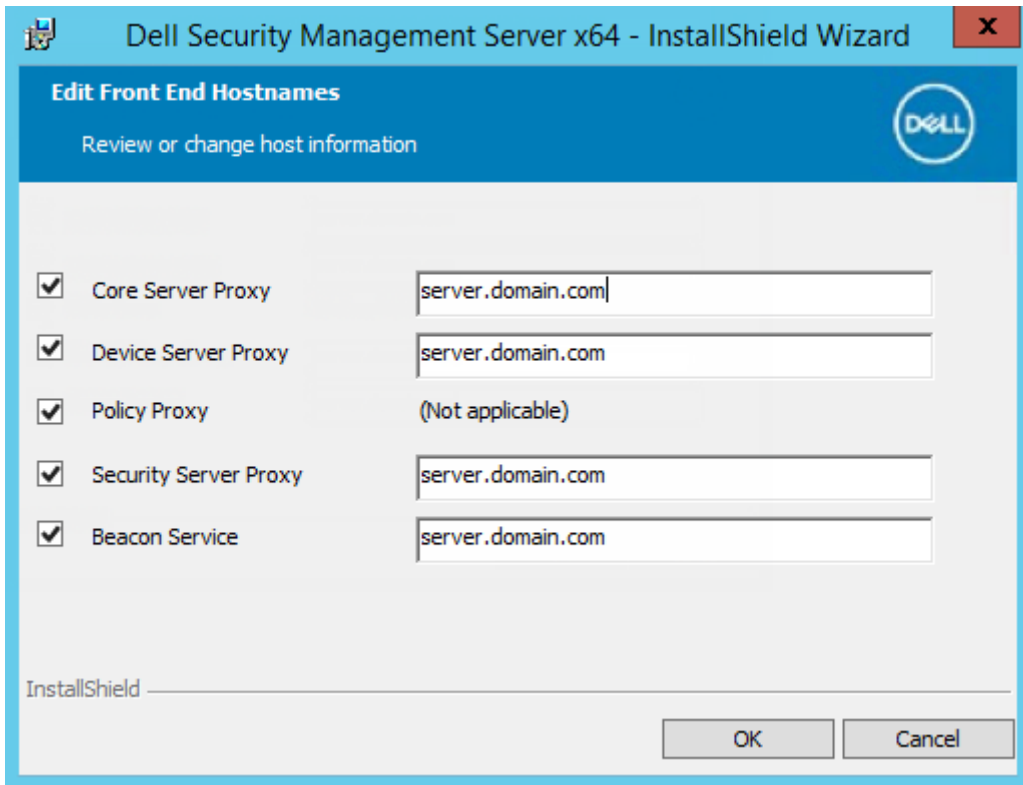 Dell Security Management Server x64 - InstallShield Wizard x
Edit Front End Hostnames
Review or change host information
DELL
Core Server Proxy server.domain.com
Device Server Proxy server.domain.com
Policy Proxy (Not applicable)
Security Server Proxy server.domain.com
Beacon Service server.domain.com
InstallShield
OK Cancel